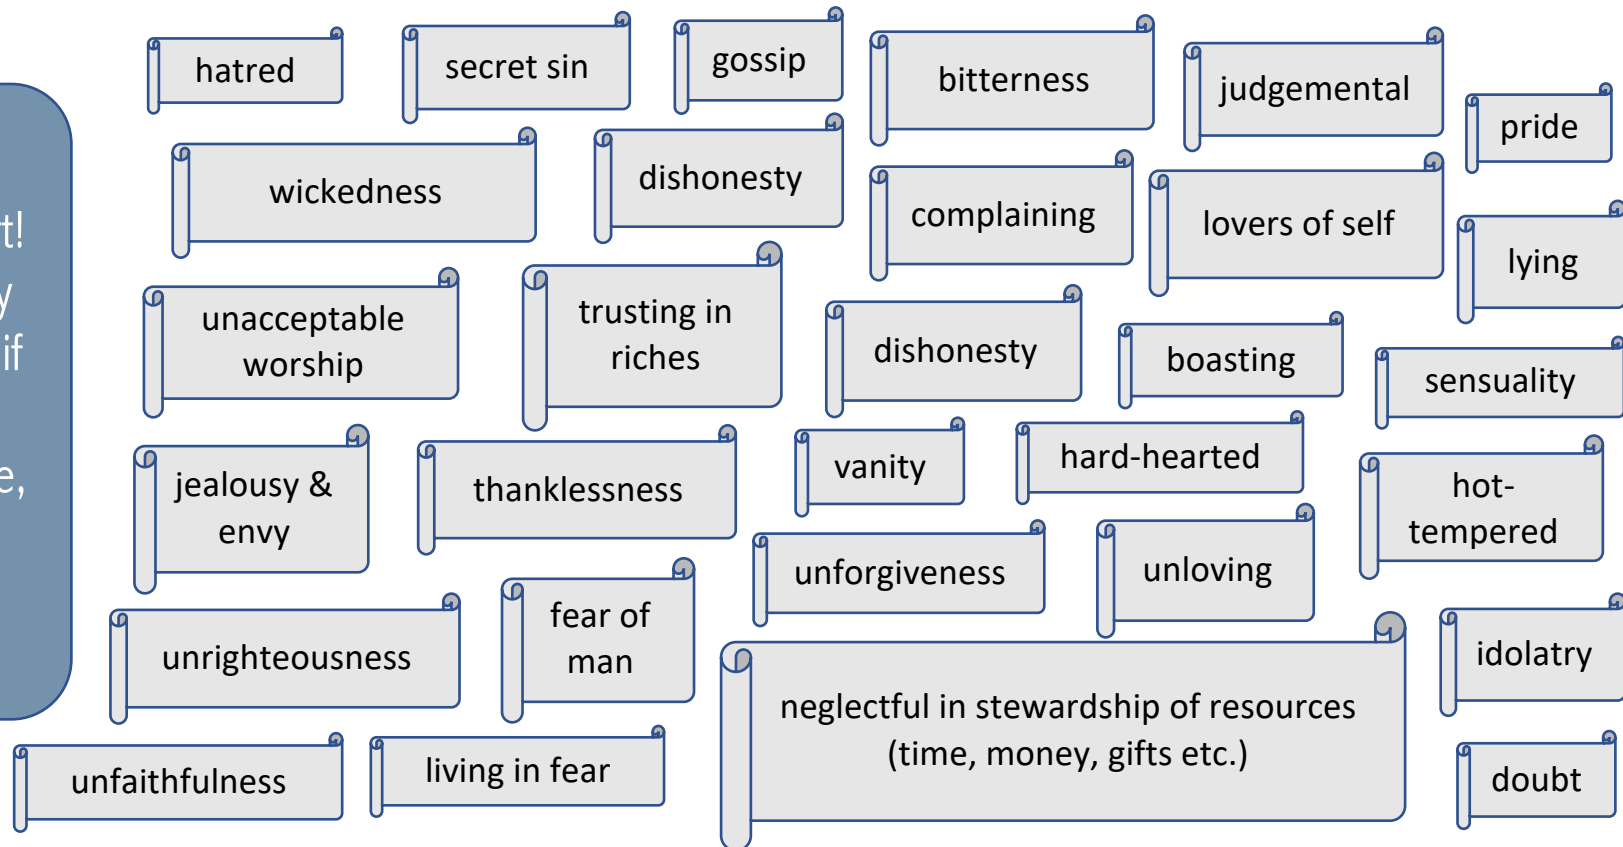 hatred
secret sin
gossip
bitterness
judgemental
pride
wickedness
dishonesty
complaining
lovers of self
lying
unacceptable
worship
trusting in
riches
dishonesty
boasting
sensuality
jealousy &
envy
thanklessness
vanity
hard-hearted
hot-
tempered
unforgiveness
unloving
unrighteousness
fear of
man
neglectful in stewardship of resources
(time, money, gifts etc.)
idolatry
unfaithfulness
living in fear
doubt
if